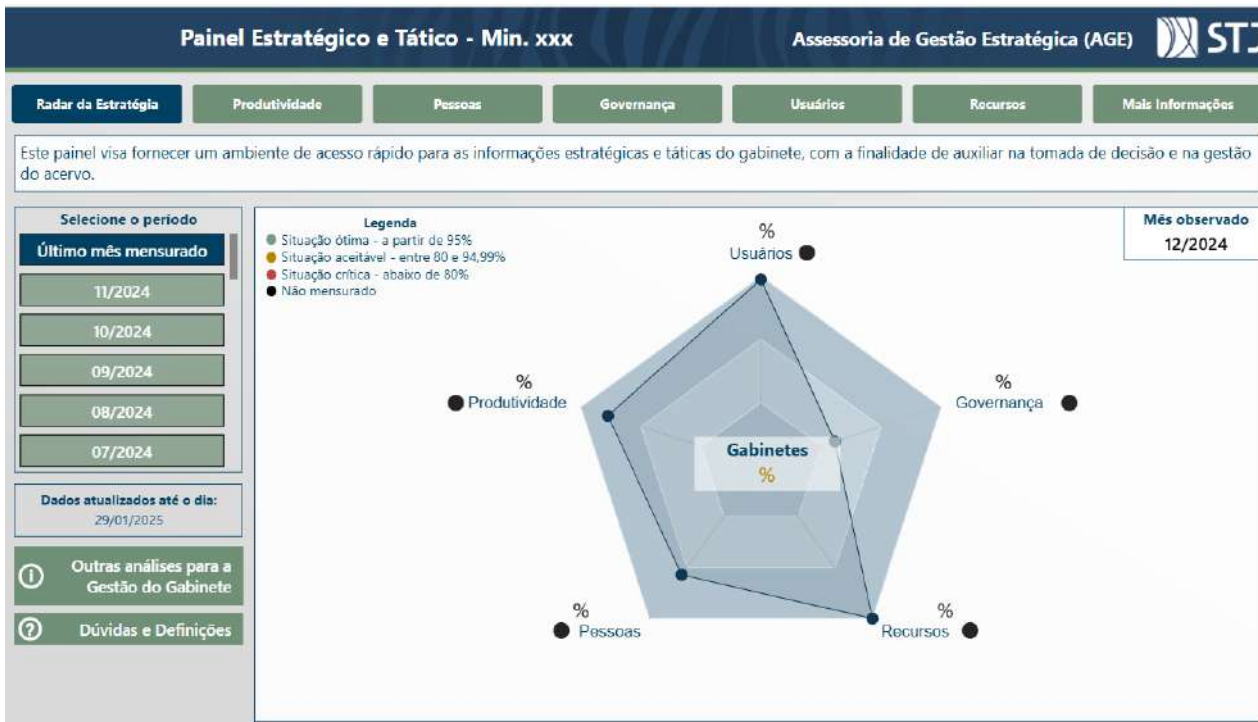 Painel Estratégico e Tático - Min. xxx
Assessoria de Gestão Estratégica (AGE)
STJ
Radar da Estratégia
Produtividade
Pessoas
Governança
Usuários
Recursos
Mais Informações
Este painel visa fornecer um ambiente de acesso rápido para as informações estratégicas e táticas do gabinete, com a finalidade de auxiliar na tomada de decisão e na gestão
do acervo.
Selecione o período
Último mês mensurado
11/2024
10/2024
09/2024
08/2024
07/2024
Dados atualizados até o dia:
29/01/2025
Outras análises para a
Gestão do Gabinete
Dúvidas e Definições
Legenda
Situação ótima - a partir de 95%
Situação aceitável - entre 80 e 94,99%
Situação crítica - abaixo de 80%
Não mensurado
Mês observado
12/2024
%
Usuários
%
Produtividade
%
Governança
Gabinetes
%
%
Pessoas
%
Recursos